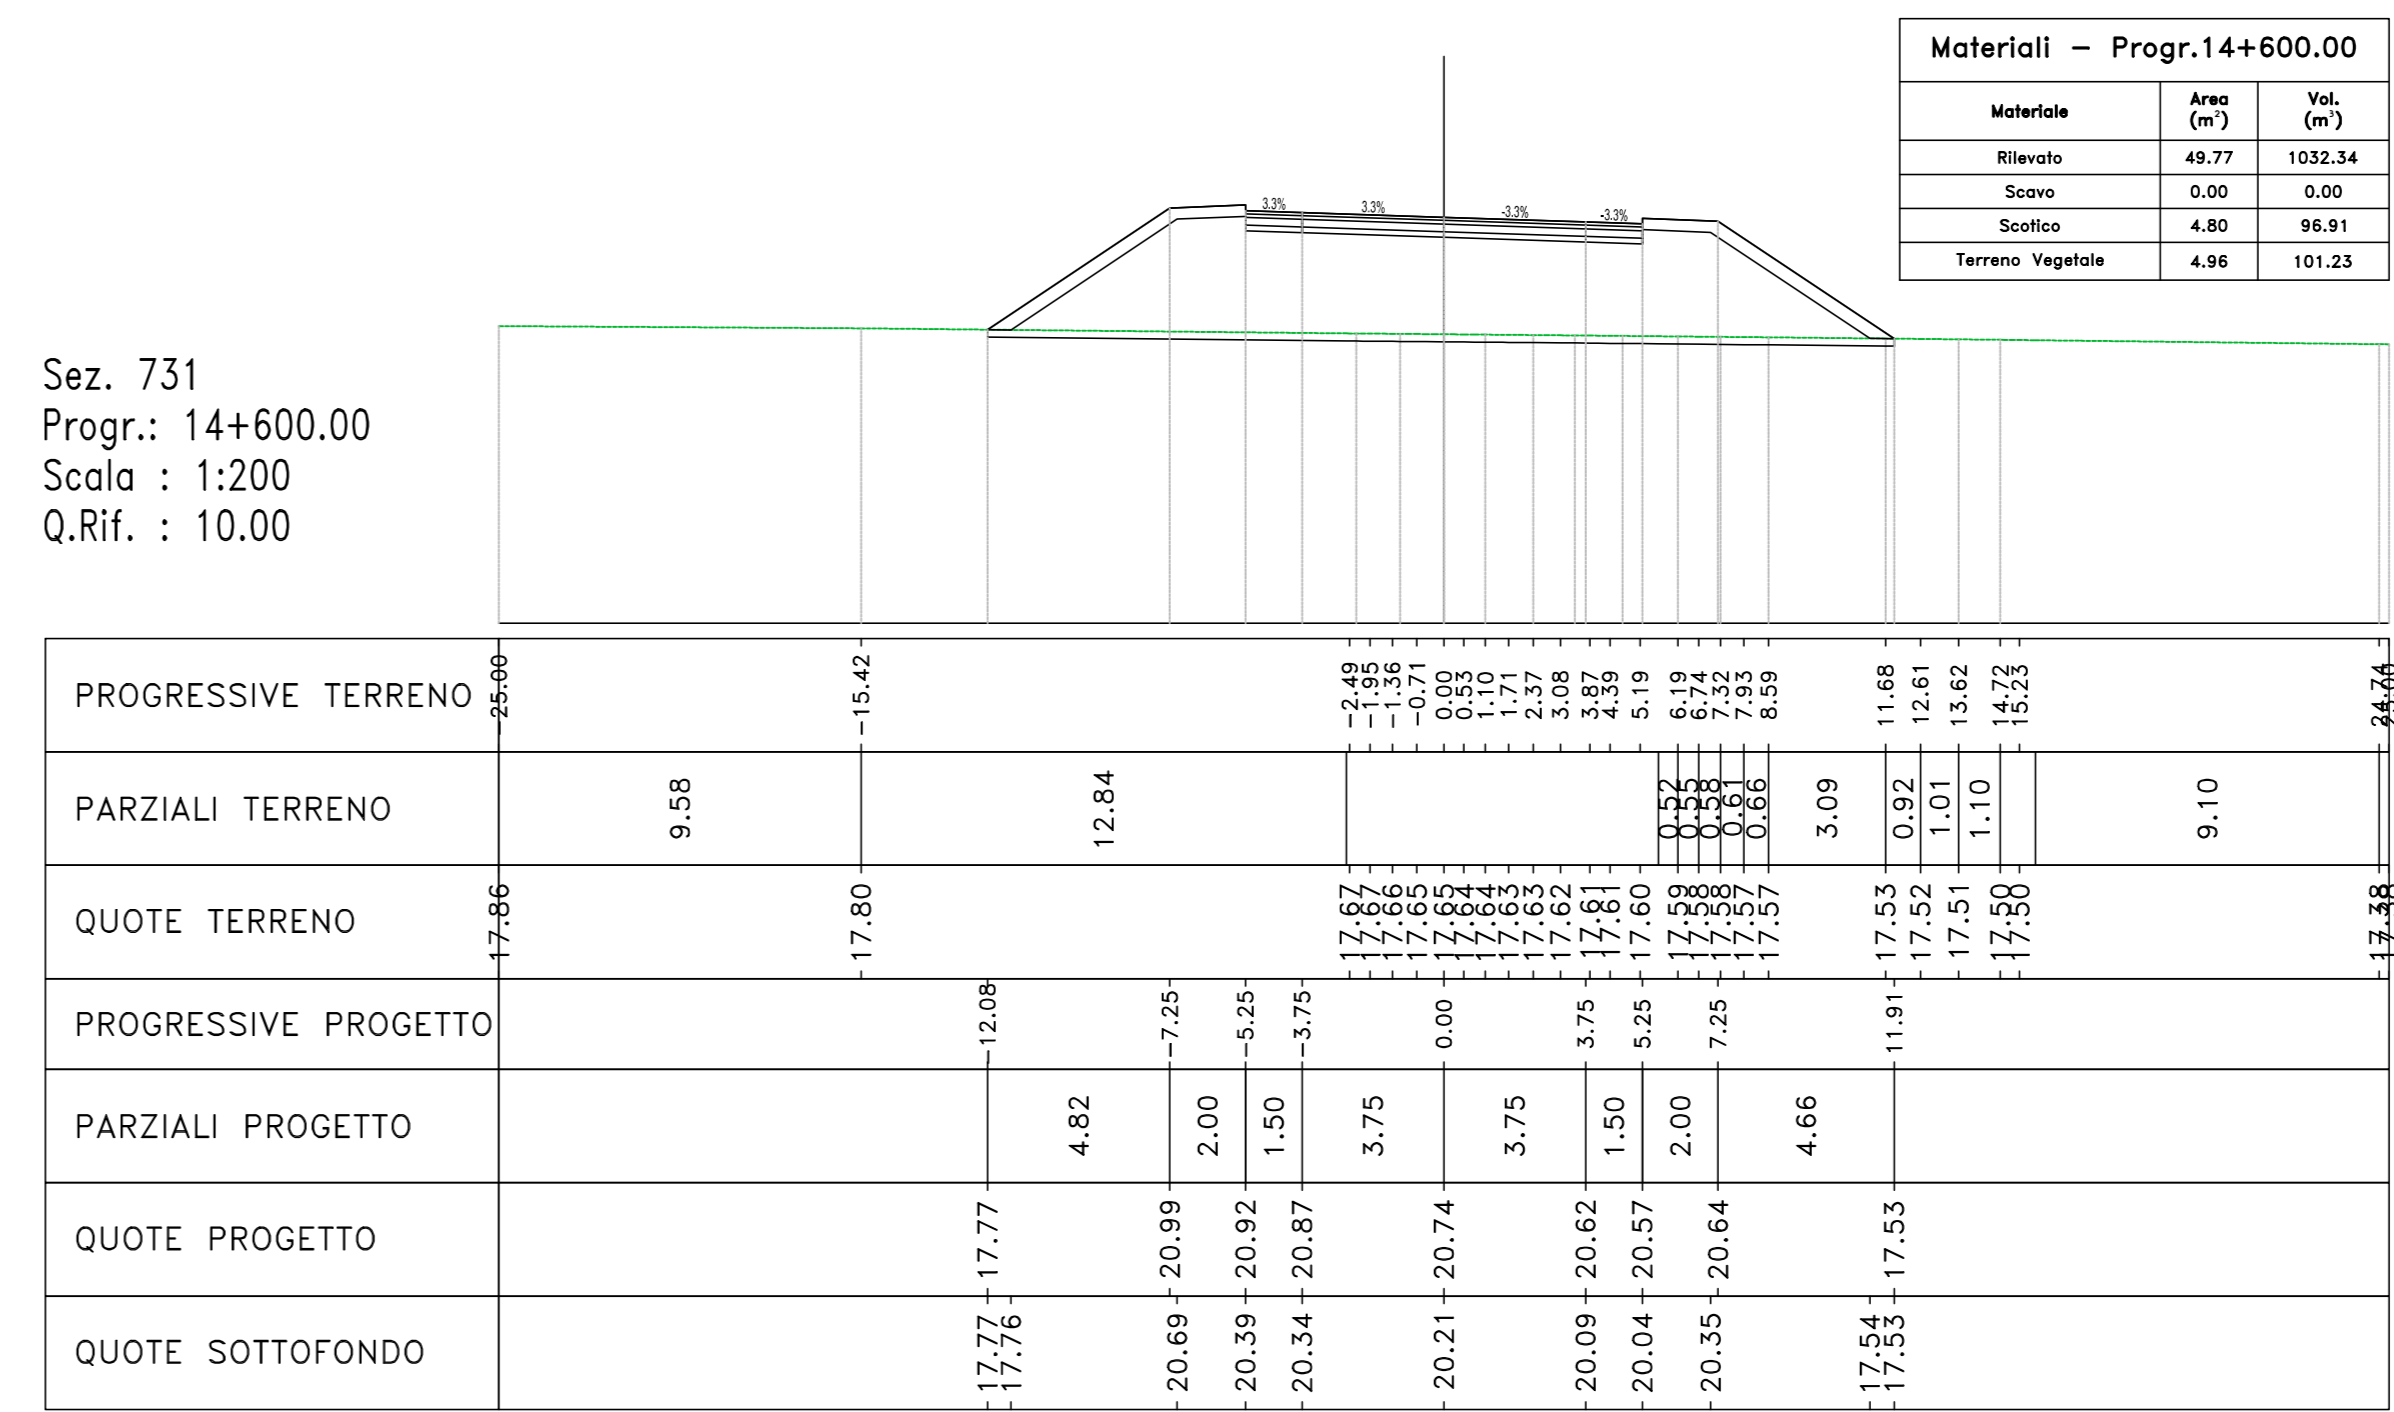 Materiali – Progr.14+600.00
Materiale Area (m²) Vol. (m³)
Rilevato 49.77 1032.34
Scavo 0.00 0.00
Scotico 4.80 96.91
Terreno Vegetale 4.96 101.23
3.3% 3.3% -3.3% -3.3%
Sez. 731
Progr.: 14+600.00
Scala : 1:200
Q.Rif. : 10.00
PROGRESSIVE TERRENO -25.00 -15.42 -2.49 -1.95 -1.36 -0.71 0.00 0.53 1.10 1.71 2.37 3.08 3.87 4.39 5.19 6.19 6.74 7.32 7.93 8.59 11.68 12.61 13.62 14.72 15.23 24.74
PARZIALI TERRENO 9.58 12.84 0.52 0.55 0.58 0.61 0.66 3.09 0.92 1.01 1.10 9.10
QUOTE TERRENO 17.86 17.80 17.67 17.67 17.66 17.65 17.65 17.64 17.64 17.63 17.63 17.62 17.61 17.61 17.60 17.59 17.58 17.58 17.57 17.57 17.53 17.52 17.51 17.50 17.50 17.38
PROGRESSIVE PROGETTO -12.08 -7.25 -5.25 -3.75 0.00 3.75 5.25 7.25 11.91
PARZIALI PROGETTO 4.82 2.00 1.50 3.75 3.75 1.50 2.00 4.66
QUOTE PROGETTO 17.77 20.99 20.92 20.87 20.74 20.62 20.57 20.64 17.53
QUOTE SOTTOFONDO 17.77 17.76 20.69 20.39 20.34 20.21 20.09 20.04 20.35 17.54 17.53